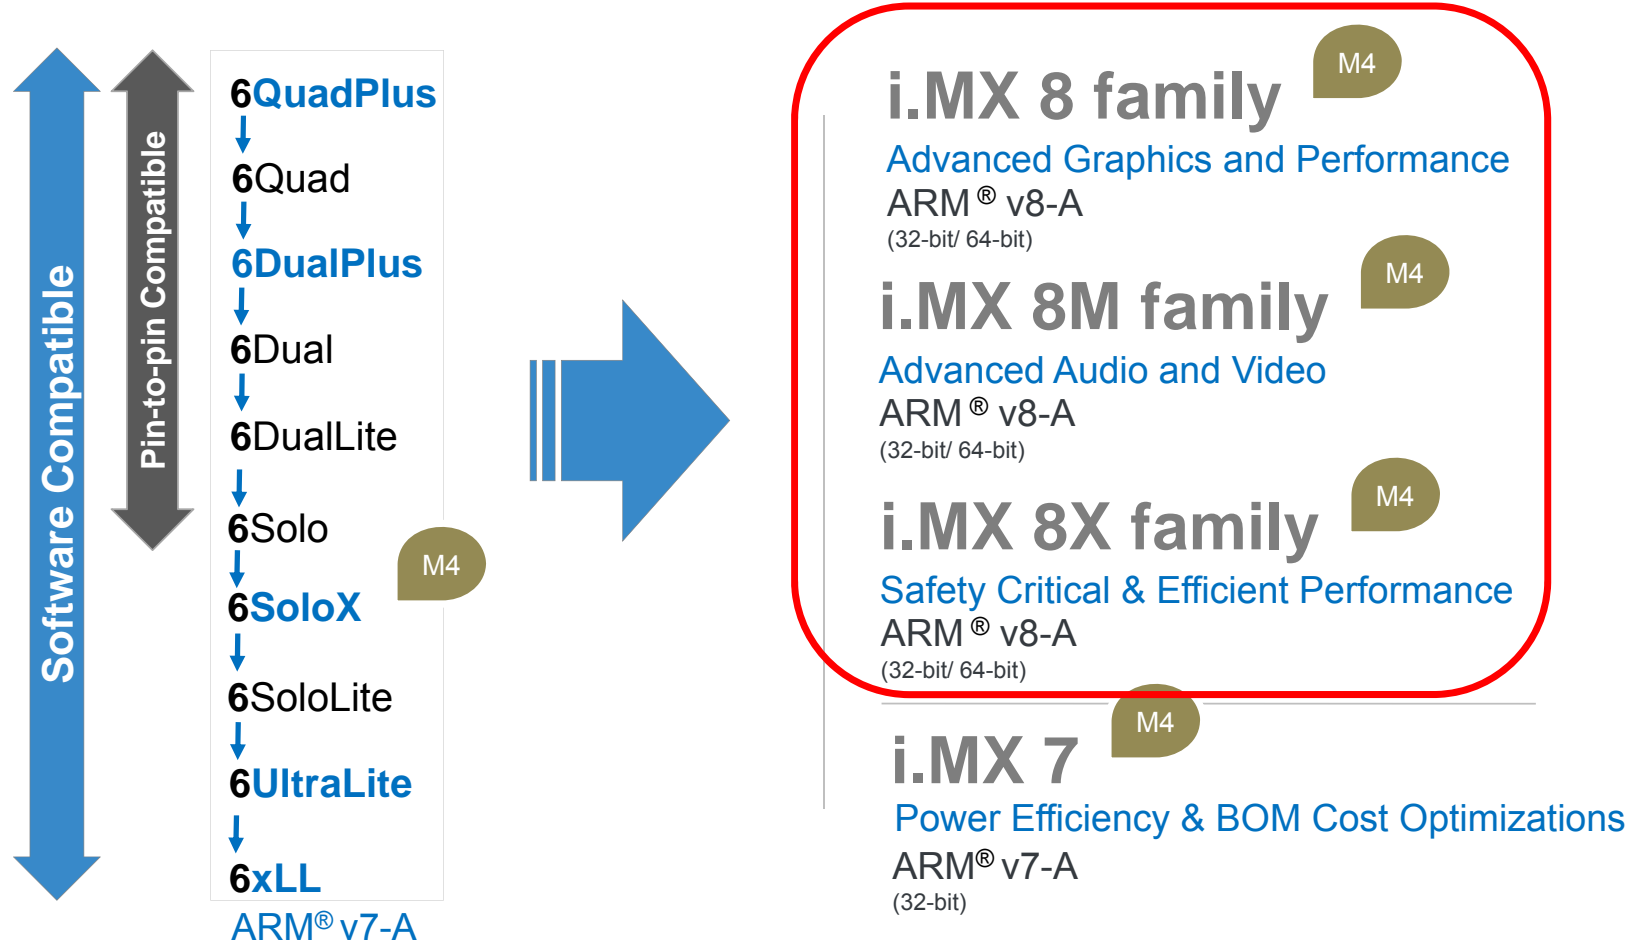 Software Compatible
Pin-to-pin Compatible
6QuadPlus
6Quad
6DualPlus
6Dual
6DualLite
6Solo
M4
6SoloX
6SoloLite
6UltraLite
6xLL
ARM® v7-A
M4
i.MX 8 family
Advanced Graphics and Performance
ARM ® v8-A
(32-bit/ 64-bit)
M4
i.MX 8M family
Advanced Audio and Video
ARM ® v8-A
(32-bit/ 64-bit)
M4
i.MX 8X family
Safety Critical & Efficient Performance
ARM ® v8-A
(32-bit/ 64-bit)
M4
i.MX 7
Power Efficiency & BOM Cost Optimizations
ARM® v7-A
(32-bit)